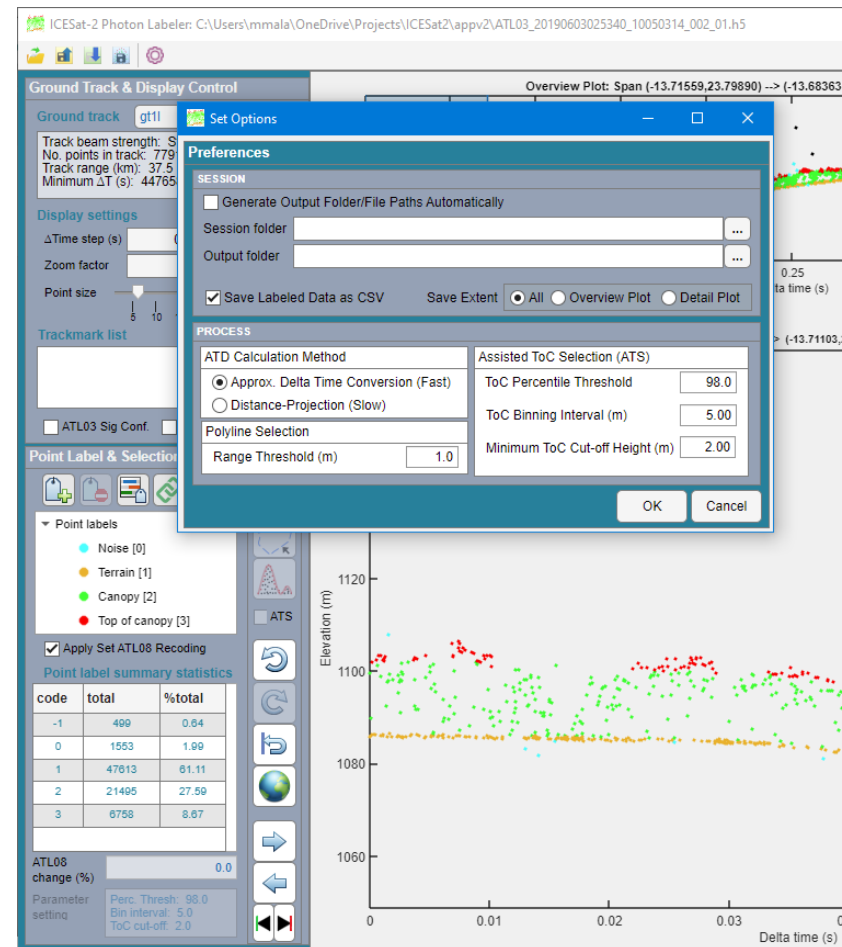 ICESat-2 Photon Labeler: C:\Users\mmala\OneDrive\Projects\ICESat2\appv2\ATL03_20190603025340_10050314_002_01.h5
Ground Track & Display Control
Ground track gt1l
Track beam strength: S
No. points in track: 779
Track range (km): 37.5
Minimum ΔT (s): 44765
Display settings
ΔTime step (s)
Zoom factor
Point size
5 10
Trackmark list
ATL03 Sig Conf.
Overview Plot: Span (-13.71559,23.79890) --> (-13.68363
0.25
ta time (s)
> (-13.71103,
Set Options
Preferences
SESSION
Generate Output Folder/File Paths Automatically
Session folder ...
Output folder ...
Save Labeled Data as CSV Save Extent All Overview Plot Detail Plot
PROCESS
ATD Calculation Method
Approx. Delta Time Conversion (Fast)
Distance-Projection (Slow)
Polyline Selection
Range Threshold (m) 1.0
Assisted ToC Selection (ATS)
ToC Percentile Threshold 98.0
ToC Binning Interval (m) 5.00
Minimum ToC Cut-off Height (m) 2.00
OK Cancel
Point Label & Selection
Point labels
Noise [0]
Terrain [1]
Canopy [2]
Top of canopy [3]
ATS
Apply Set ATL08 Recoding
Point label summary statistics
code total %total
-1 499 0.64
0 1553 1.99
1 47613 61.11
2 21495 27.59
3 6758 8.67
ATL08
change (%) 0.0
Parameter
setting
Perc. Thresh: 98.0
Bin interval: 5.0
ToC cut-off: 2.0
Elevation (m)
1120
1100
1080
1060
0 0.01 0.02 0.03
Delta time (s)